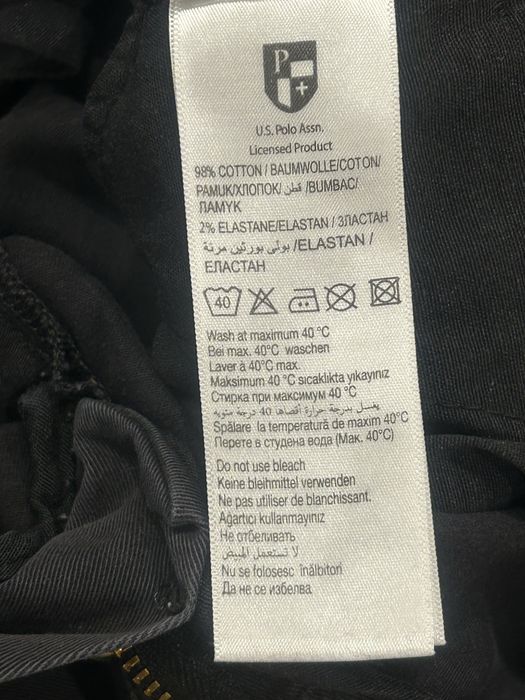 P
U.S. Polo Assn.
Licensed Product
98% COTTON / BAUMWOLLE/COTON/
PAMUK/ХЛОПОК/ قطن /BUMBAC/
ПАМУК
2% ELASTANE/ELASTAN / ЭЛАСТАН
بولي يورثين مرنة /ELASTAN /
ЕЛАСТАН
40
Wash at maximum 40 °C
Bei max. 40°C waschen
Laver à 40°C max.
Maksimum 40 °C sıcaklıkta yıkayınız
Стирка при максимум 40 °C
يغسل بدرجة حرارة أقصاها 40 درجة مئوية
Spălare la temperatură de maxim 40°C
Перете в студена вода (Мак. 40°C)
Do not use bleach
Keine bleihmittel verwenden
Ne pas utiliser de blanchissant.
Ağartıcı kullanmayınız
Не отбеливать
لا تستعمل المبيض
Nu se folosesc înălbitori
Да не се избелва